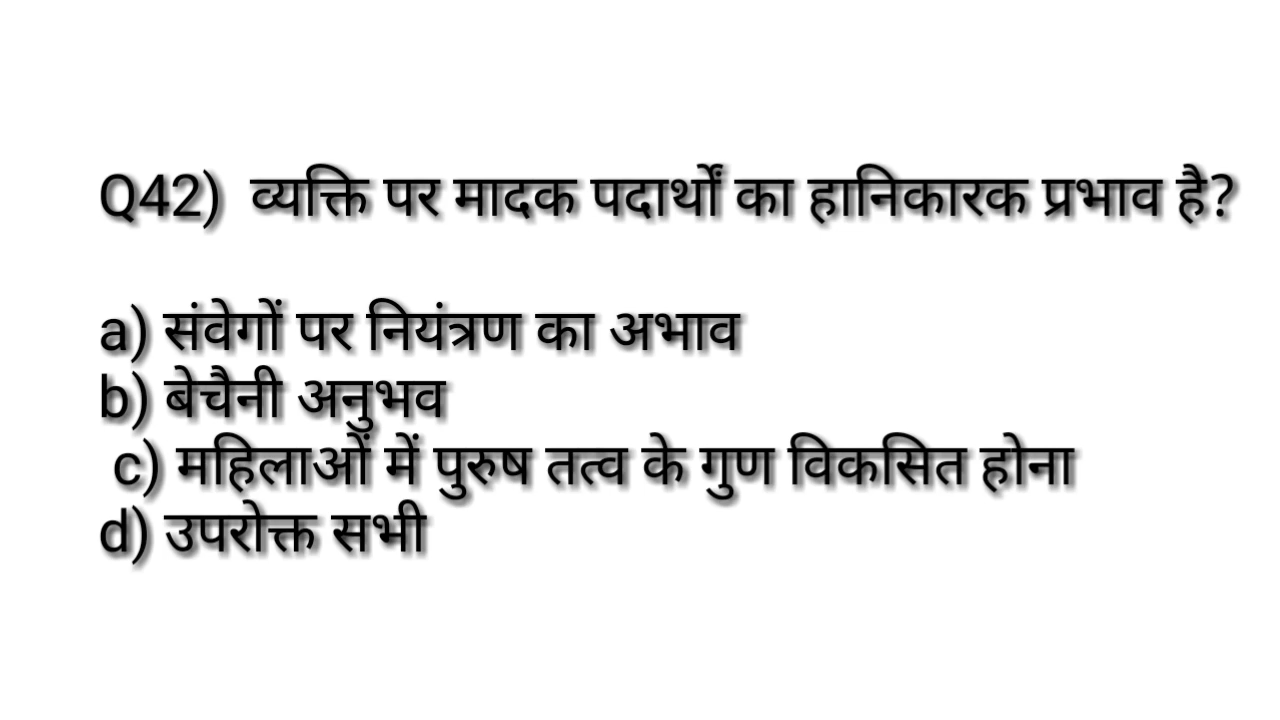 Q42) व्यक्ति पर मादक पदार्थों का हानिकारक प्रभाव है?
a) संवेगों पर नियंत्रण का अभाव
b) बेचैनी अनुभव
c) महिलाओं में पुरुष तत्व के गुण विकसित होना
d) उपरोक्त सभी